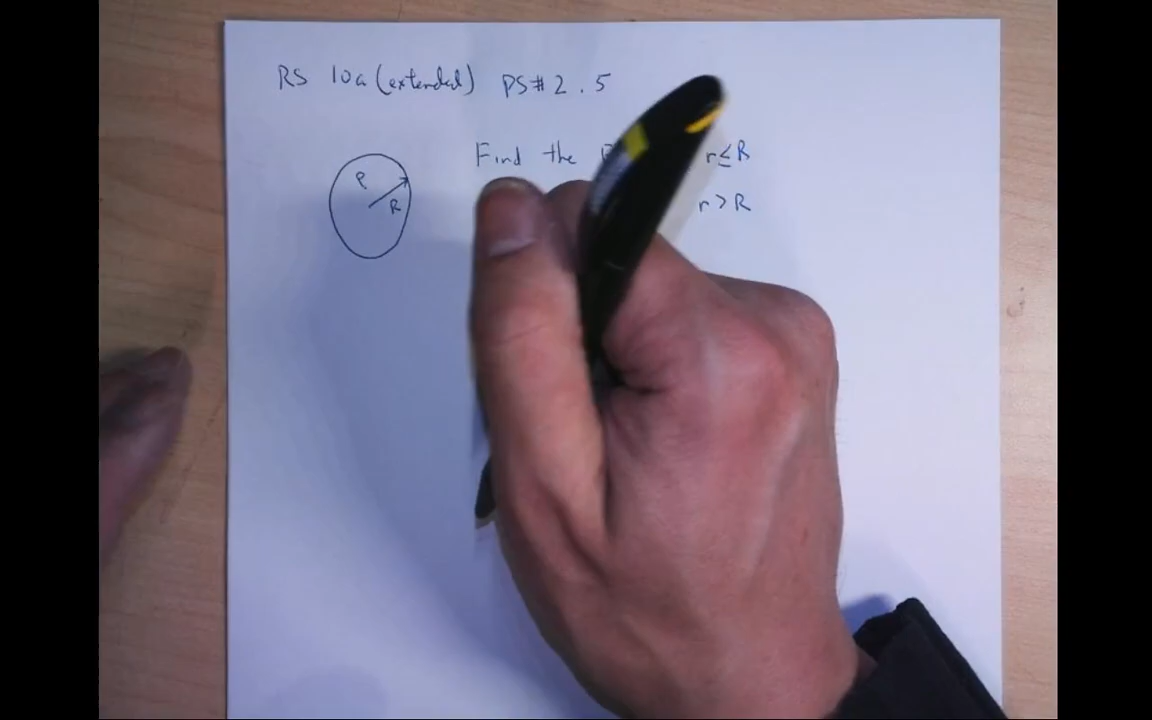 RS 10a (extended) PS#2.5
Find the r≤R
r>R
ρ
R